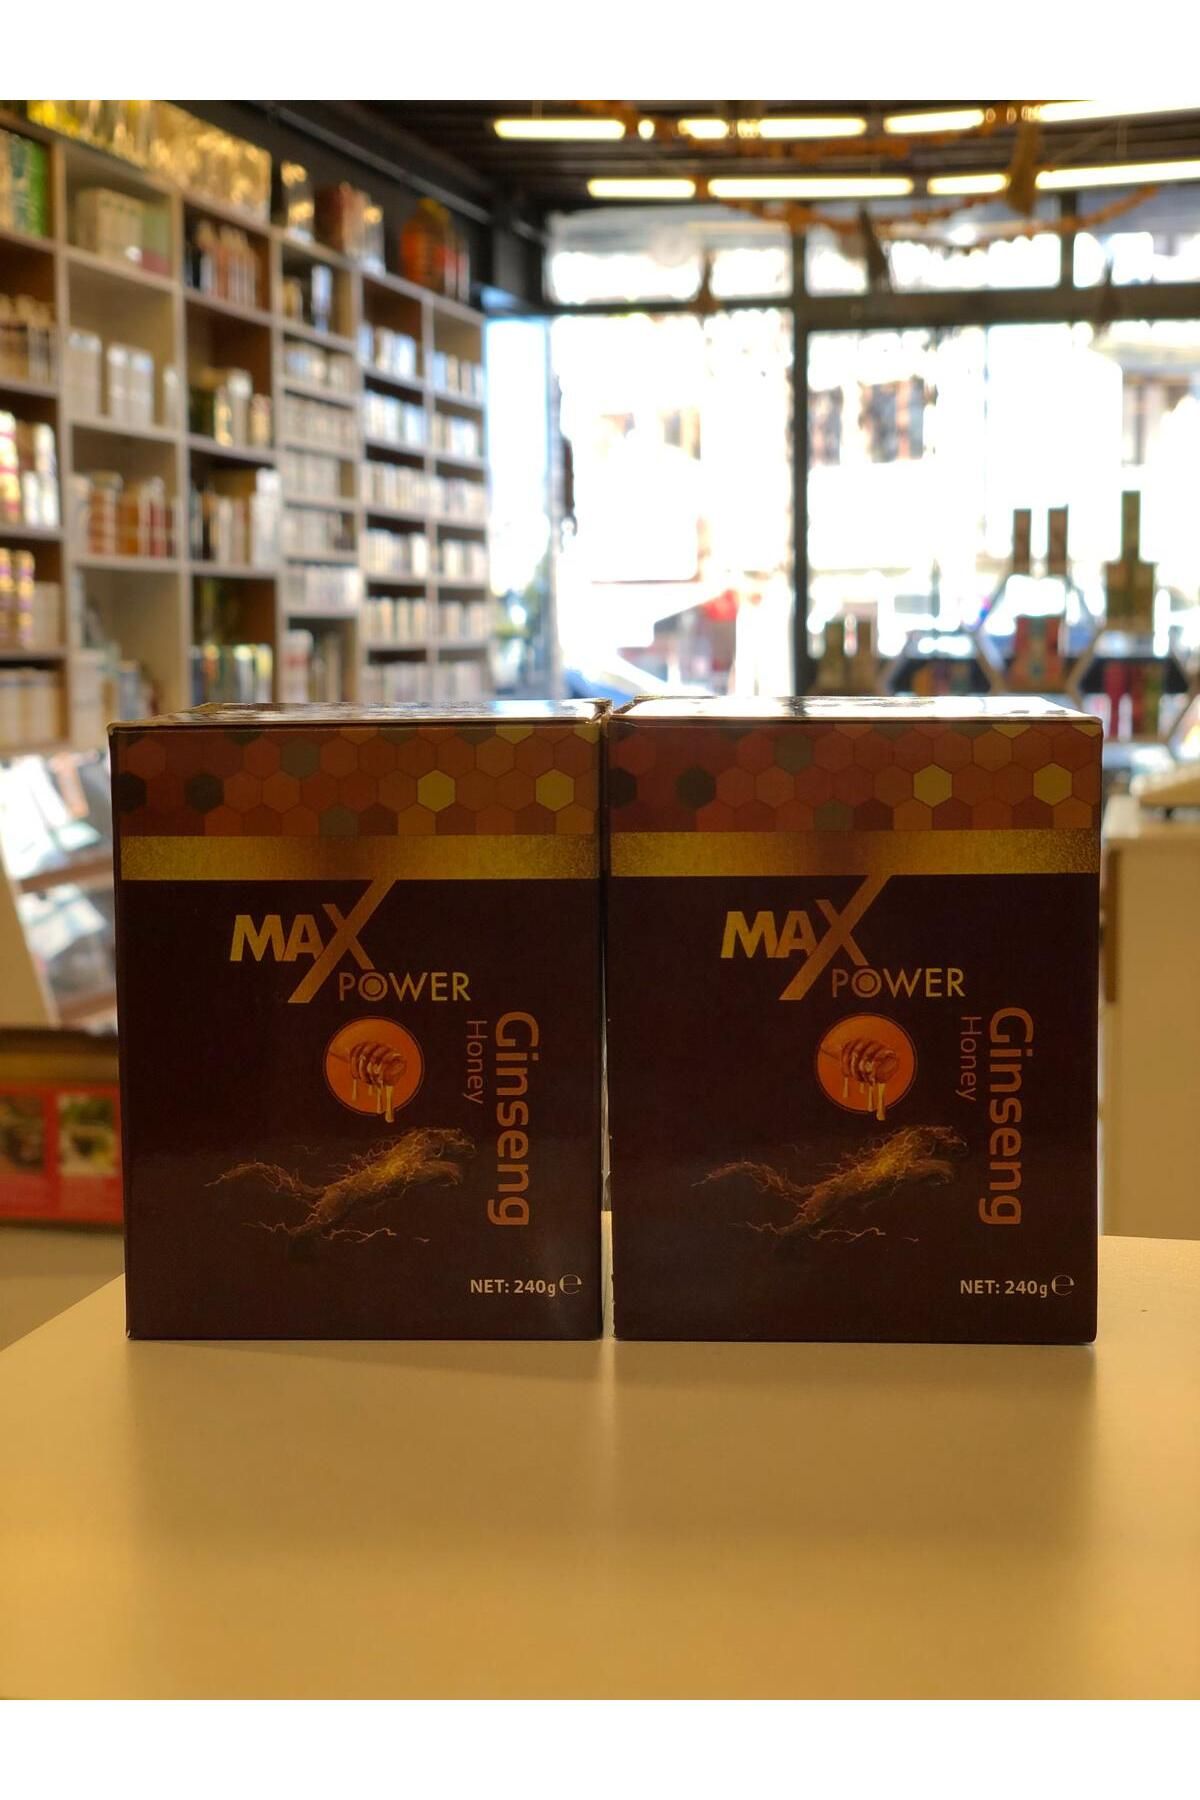 MAX
POWER
Ginseng
Honey
NET: 240g℮
MAX
POWER
Ginseng
Honey
NET: 240g℮